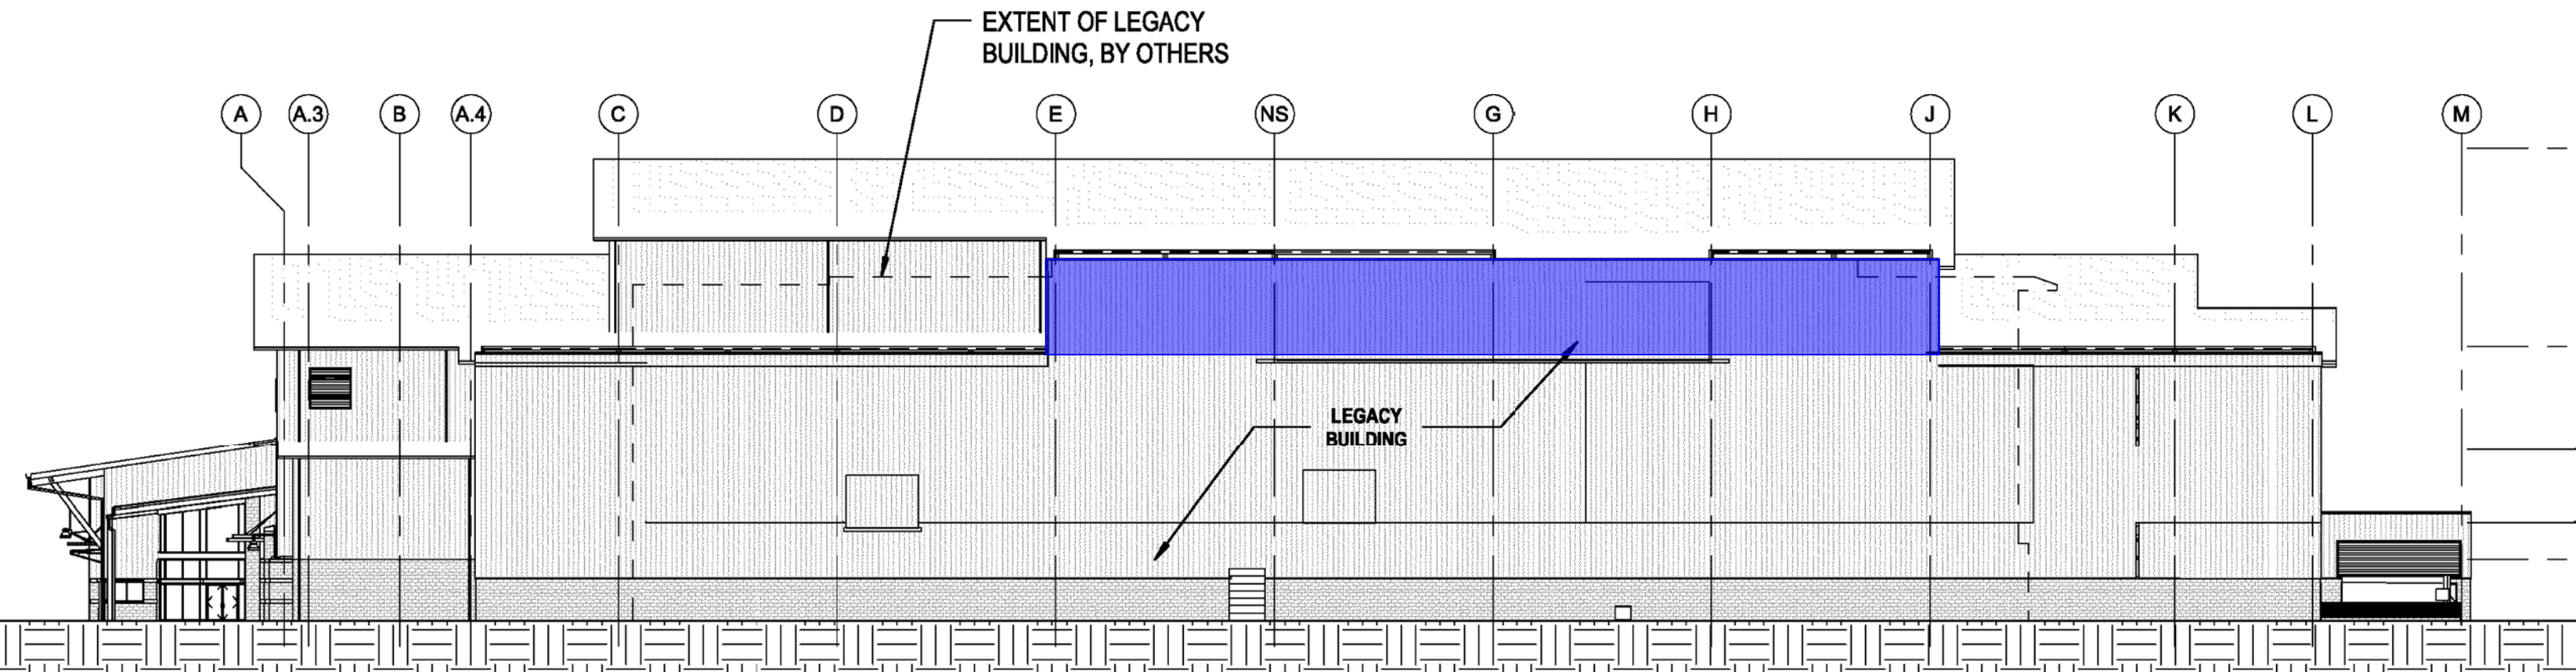 EXTENT OF LEGACY
BUILDING, BY OTHERS
A
A.3
B
A.4
C
D
E
NS
G
H
J
K
L
M
LEGACY
BUILDING